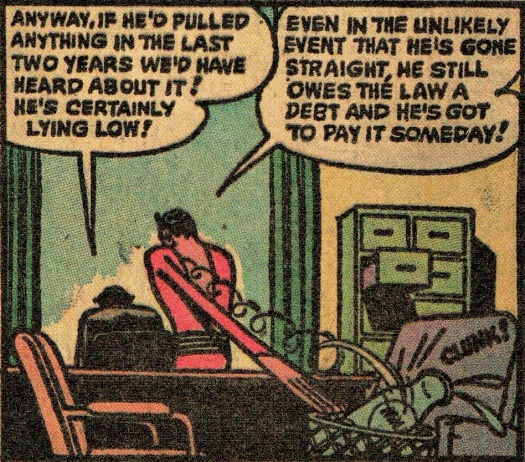 ANYWAY, IF HE'D PULLED
ANYTHING IN THE LAST
TWO YEARS WE'D HAVE
HEARD ABOUT IT!
HE'S CERTAINLY
LYING LOW!
EVEN IN THE UNLIKELY
EVENT THAT HE'S GONE
STRAIGHT, HE STILL
OWES THE LAW A
DEBT AND HE'S GOT
TO PAY IT SOMEDAY!
CLUNK!